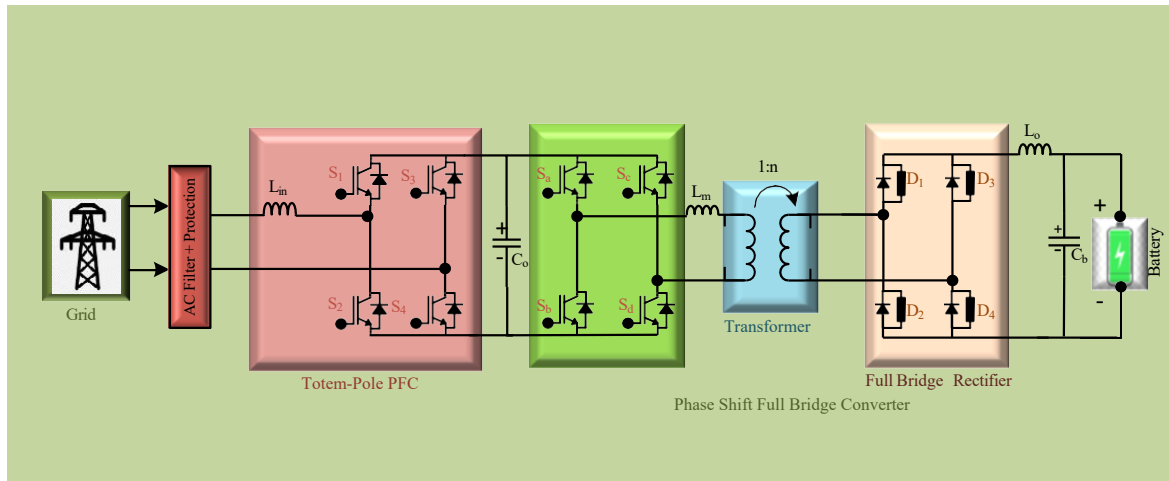 Grid
AC Filter + Protection
Lin
S1
S3
S2
S4
Totem-Pole PFC
+
-
Co
Sa
Sc
Sb
Sd
Lm
1:n
Transformer
D1
D3
D2
D4
Full Bridge Rectifier
Phase Shift Full Bridge Converter
Lo
+
-
Cb
+
-
Battery